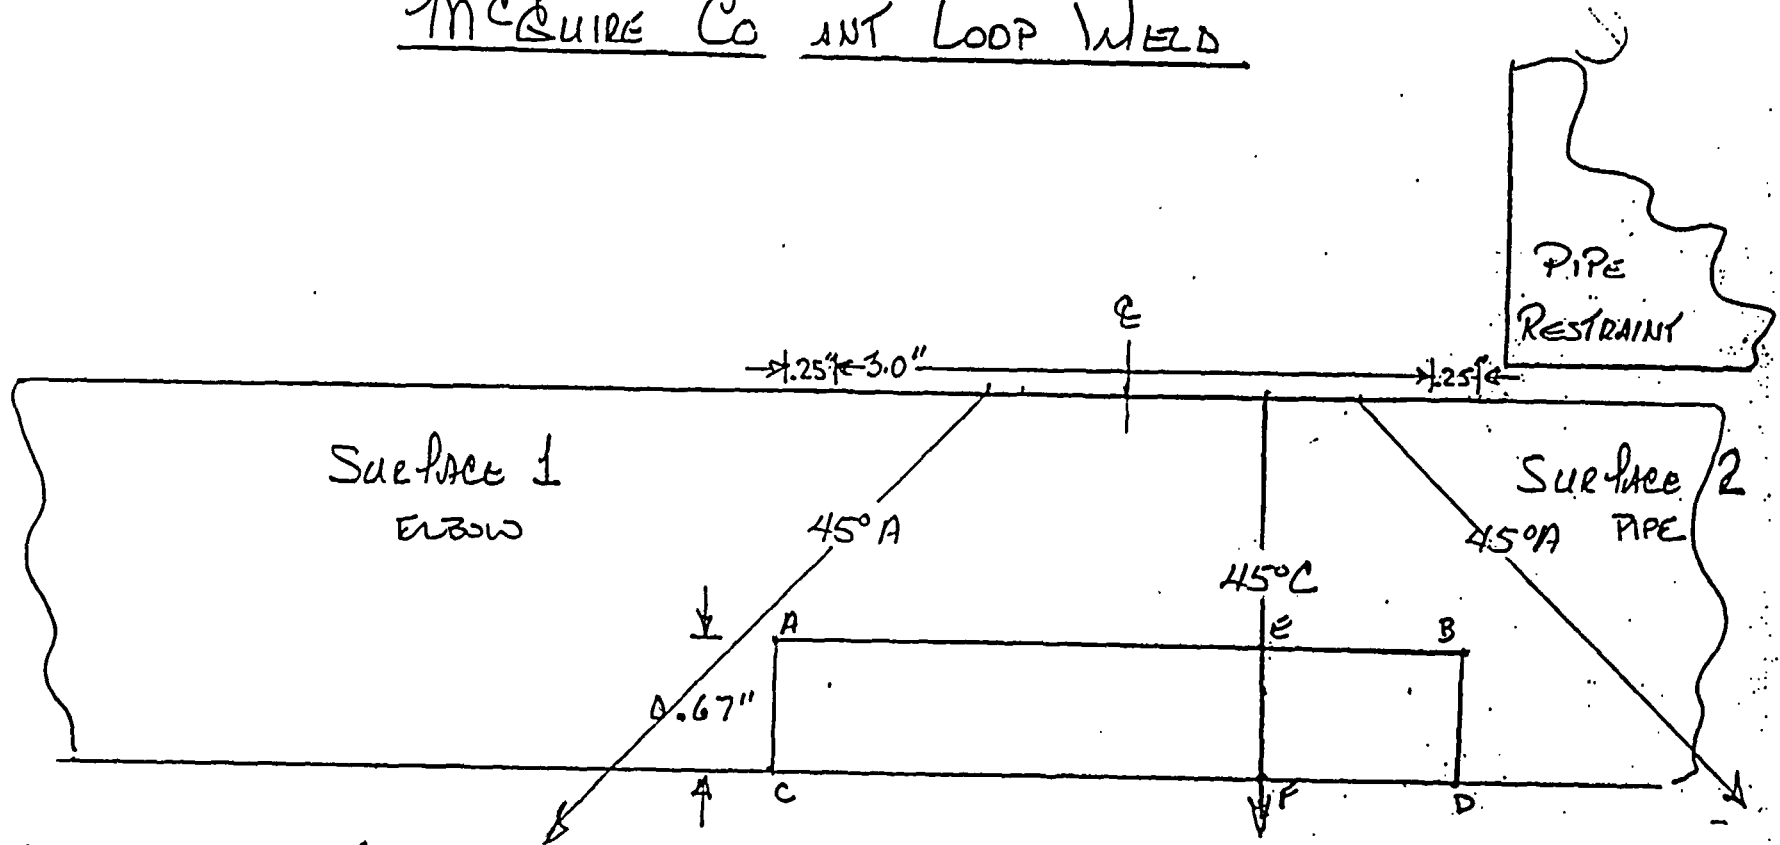 McGUIRE Co ANT LOOP WELD
PIPE
RESTRAINT
℄
.25" 3.0" .25"
SURFACE 1
ELBOW
SURFACE 2
PIPE
45°A
45°A
45°C
A E B
0.67"
C F D